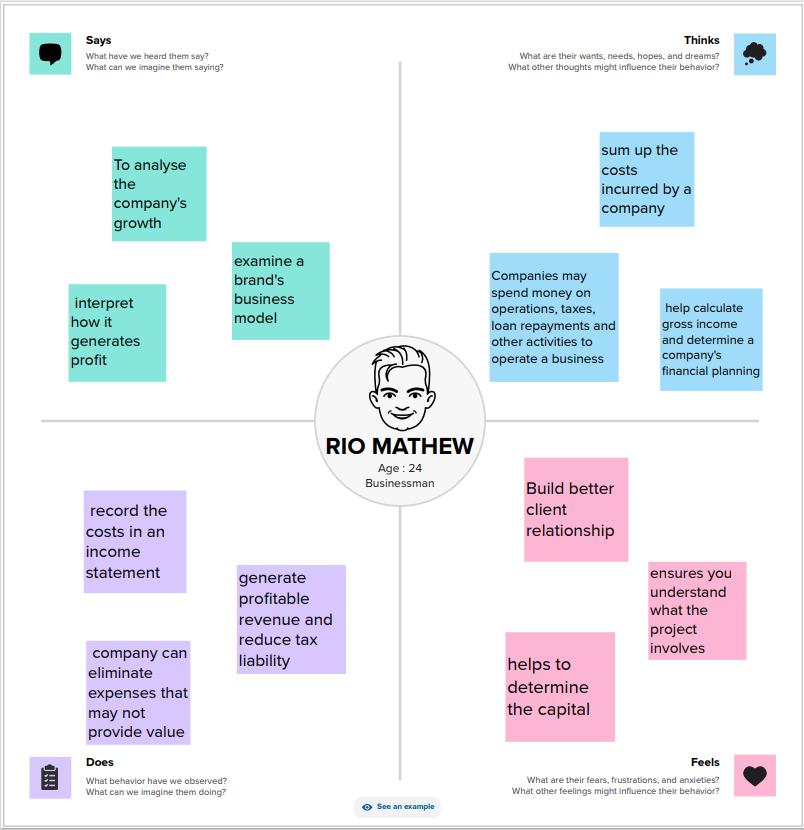 Says
What have we heard them say?
What can we imagine them saying?
Thinks
What are their wants, needs, hopes, and dreams?
What other thoughts might influence their behavior?
To analyse
the
company's
growth
examine a
brand's
business
model
interpret
how it
generates
profit
sum up the
costs
incurred by a
company
Companies may
spend money on
operations, taxes,
loan repayments and
other activities to
operate a business
help calculate
gross income
and determine a
company's
financial planning
RIO MATHEW
Age : 24
Businessman
record the
costs in an
income
statement
generate
profitable
revenue and
reduce tax
liability
company can
eliminate
expenses that
may not
provide value
Build better
client
relationship
ensures you
understand
what the
project
involves
helps to
determine
the capital
Does
What behavior have we observed?
What can we imagine them doing?
Feels
What are their fears, frustrations, and anxieties?
What other feelings might influence their behavior?
See an example